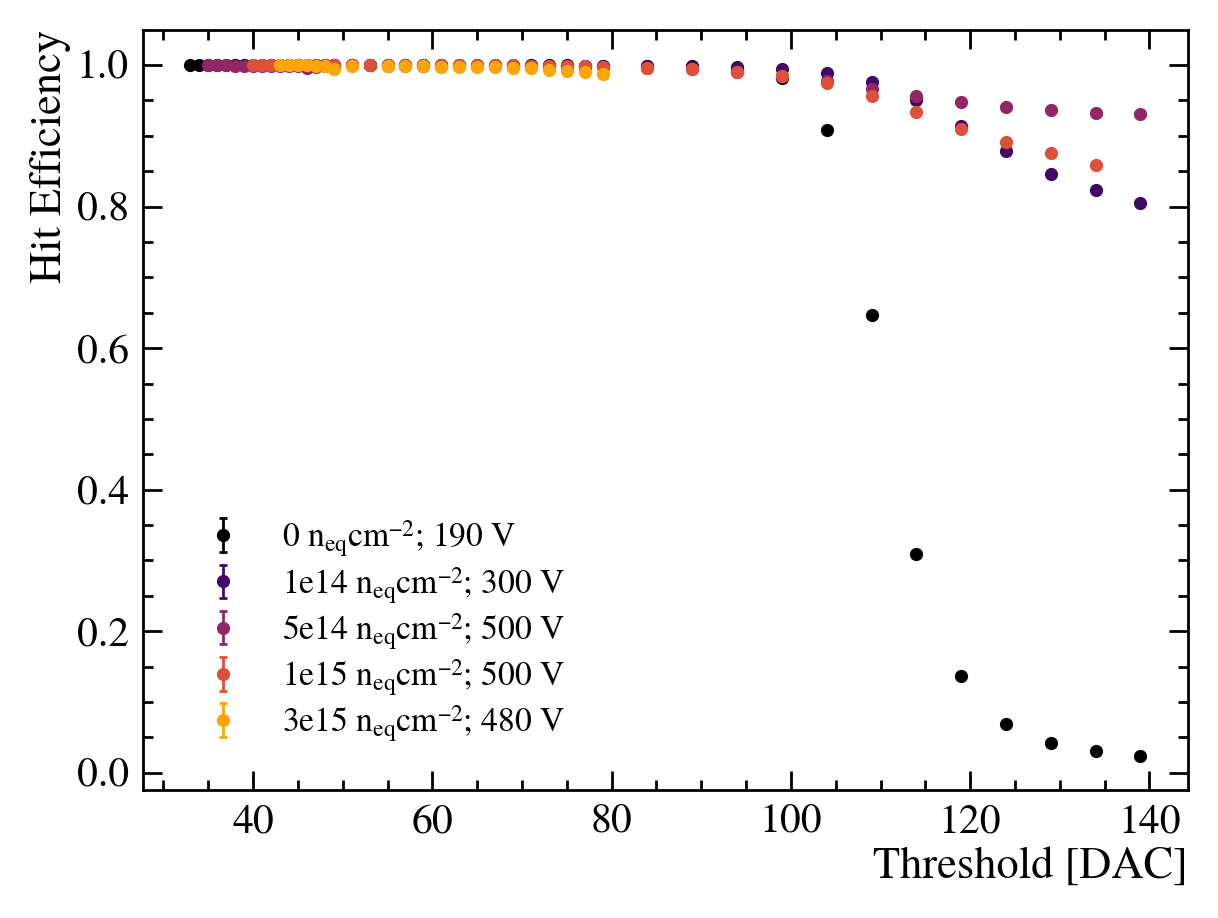 Hit Efficiency
1.0
0.8
0.6
0.4
0.2
0.0
0 n_eq cm⁻²; 190 V
1e14 n_eq cm⁻²; 300 V
5e14 n_eq cm⁻²; 500 V
1e15 n_eq cm⁻²; 500 V
3e15 n_eq cm⁻²; 480 V
40 60 80 100 120 140
Threshold [DAC]